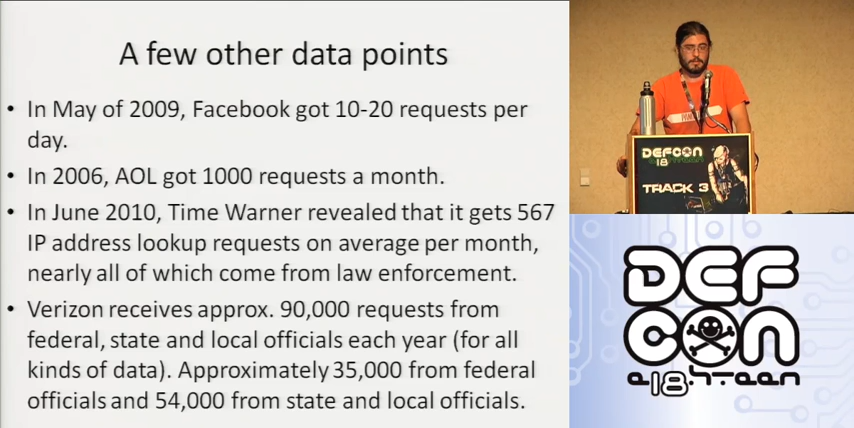 A few other data points
• In May of 2009, Facebook got 10-20 requests per
day.
• In 2006, AOL got 1000 requests a month.
• In June 2010, Time Warner revealed that it gets 567
IP address lookup requests on average per month,
nearly all of which come from law enforcement.
• Verizon receives approx. 90,000 requests from
federal, state and local officials each year (for all
kinds of data). Approximately 35,000 from federal
officials and 54,000 from state and local officials.
DEFCON
e18hteen
TRACK 3
DEF
CON
e18hteen